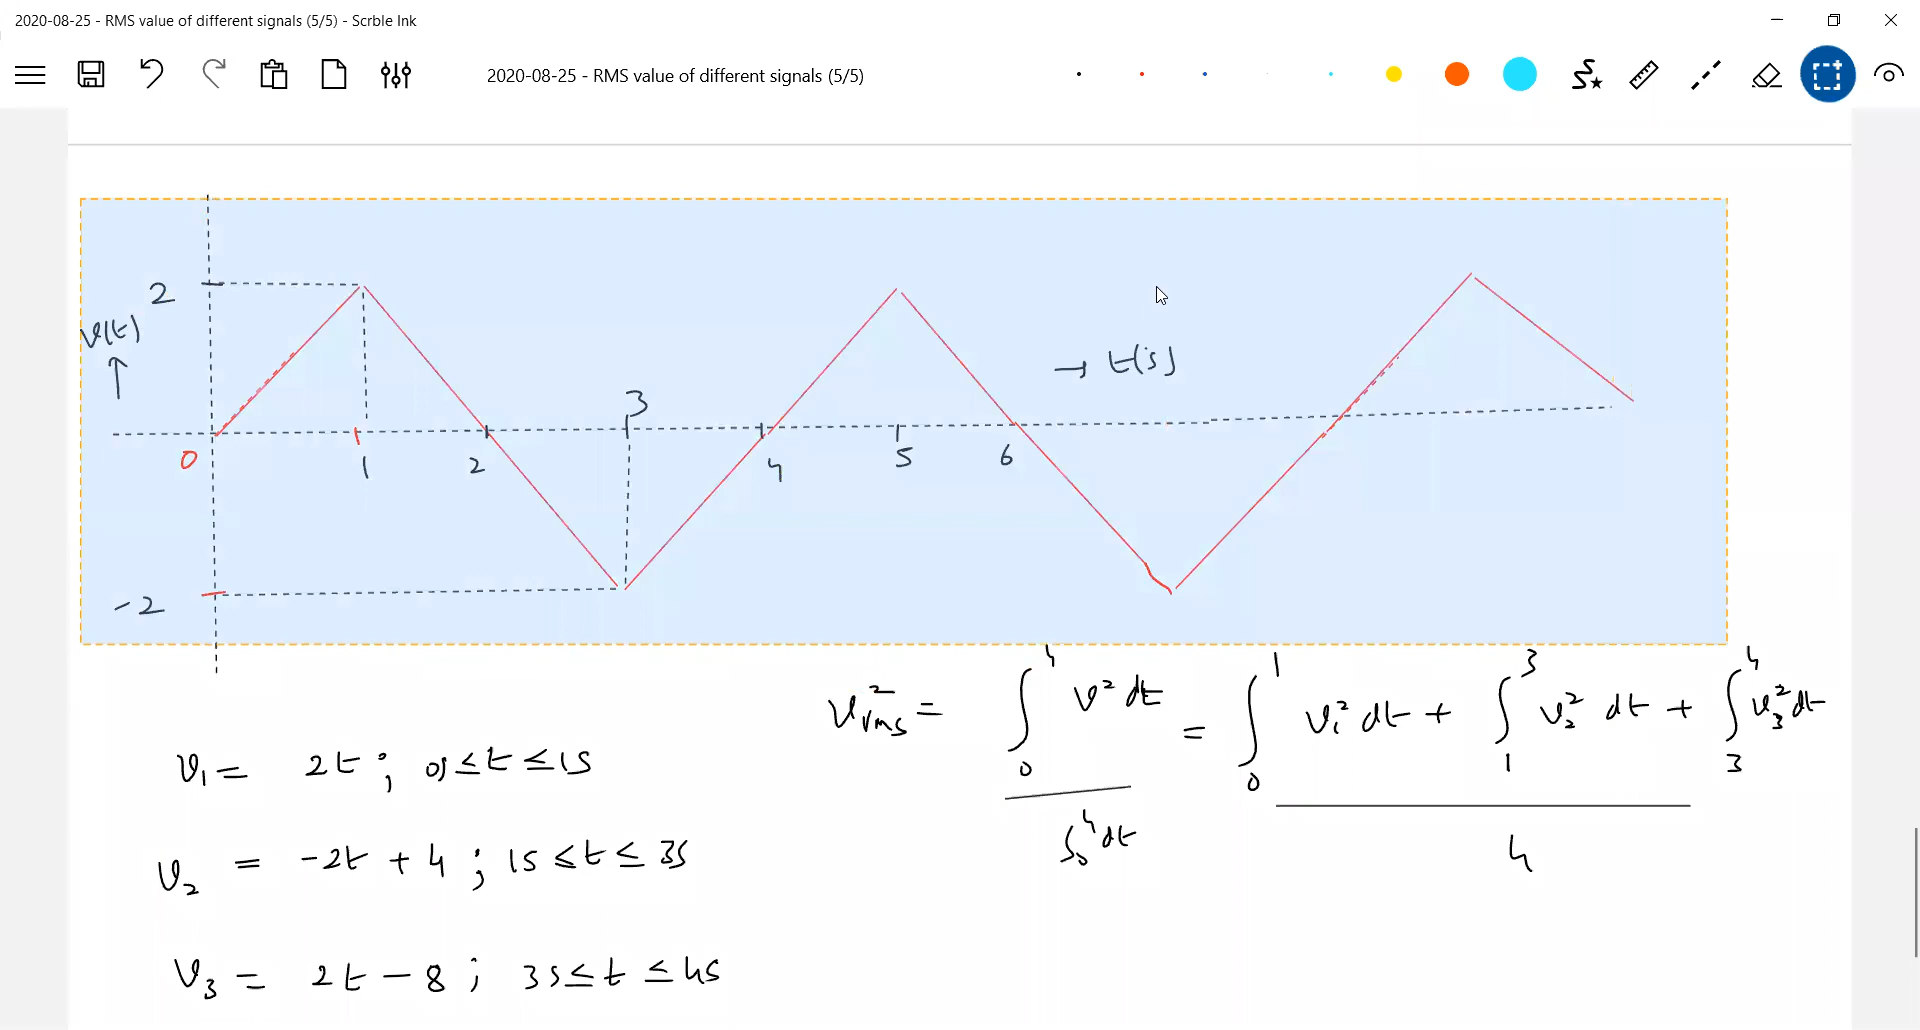 2020-08-25 - RMS value of different signals (5/5) - Scrble Ink
2020-08-25 - RMS value of different signals (5/5)
2
v(t)
↑
→ t(s)
3
0 1 2 4 5 6
-2
v²rms = ∫₀⁴ v² dt / ∫₀⁴ dt = (∫₀¹ v₁² dt + ∫₁³ v₂² dt + ∫₃⁴ v₃² dt) / 4
v₁ = 2t ; 0s ≤ t ≤ 1s
v₂ = -2t + 4 ; 1s ≤ t ≤ 3s
v₃ = 2t - 8 ; 3s ≤ t ≤ 4s